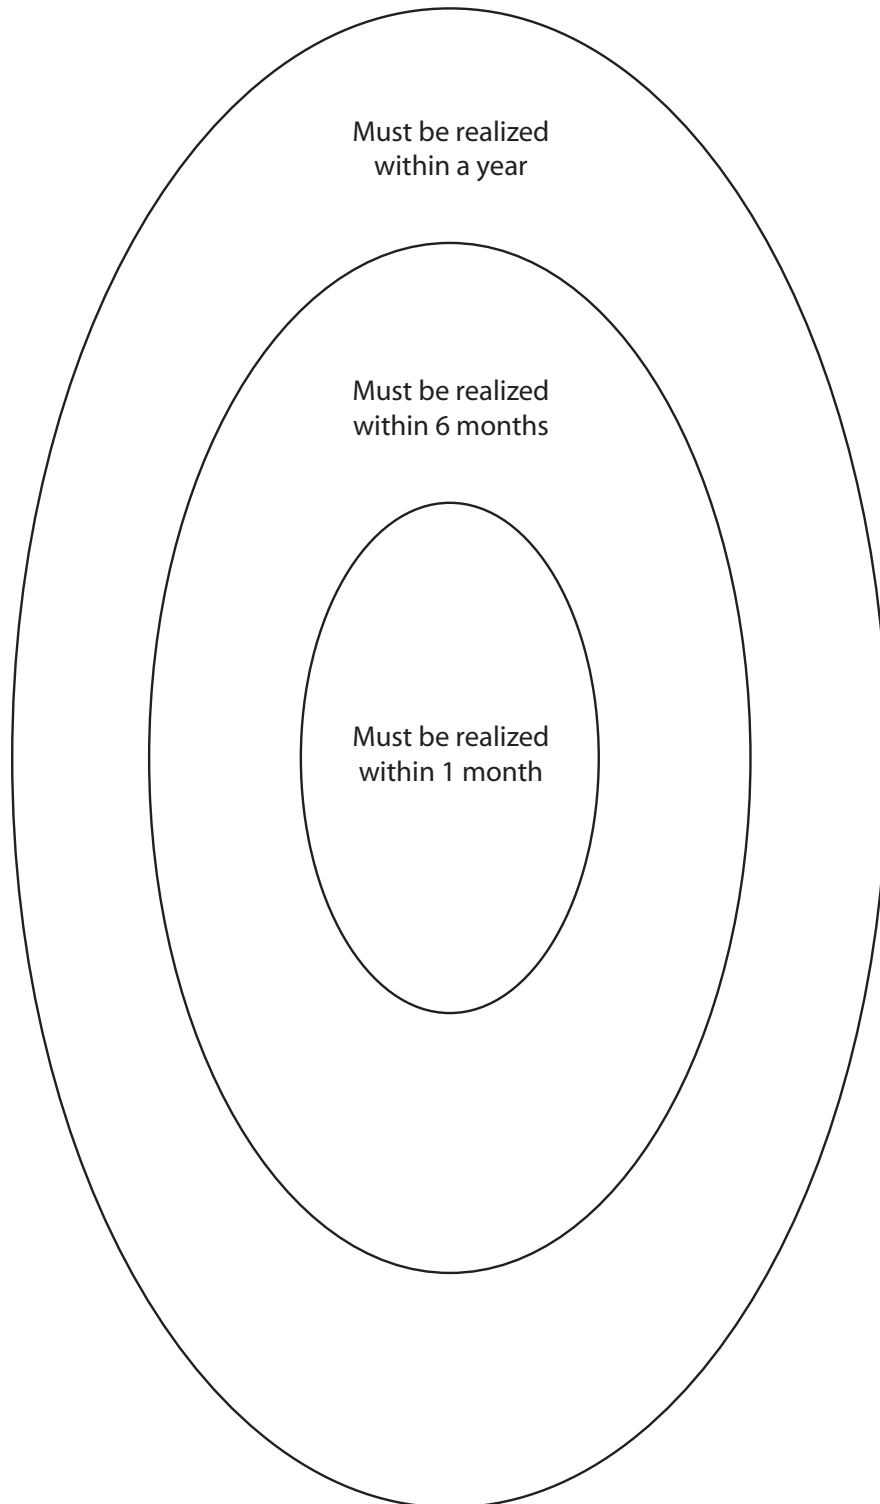 Must be realized
within a year
Must be realized
within 6 months
Must be realized
within 1 month